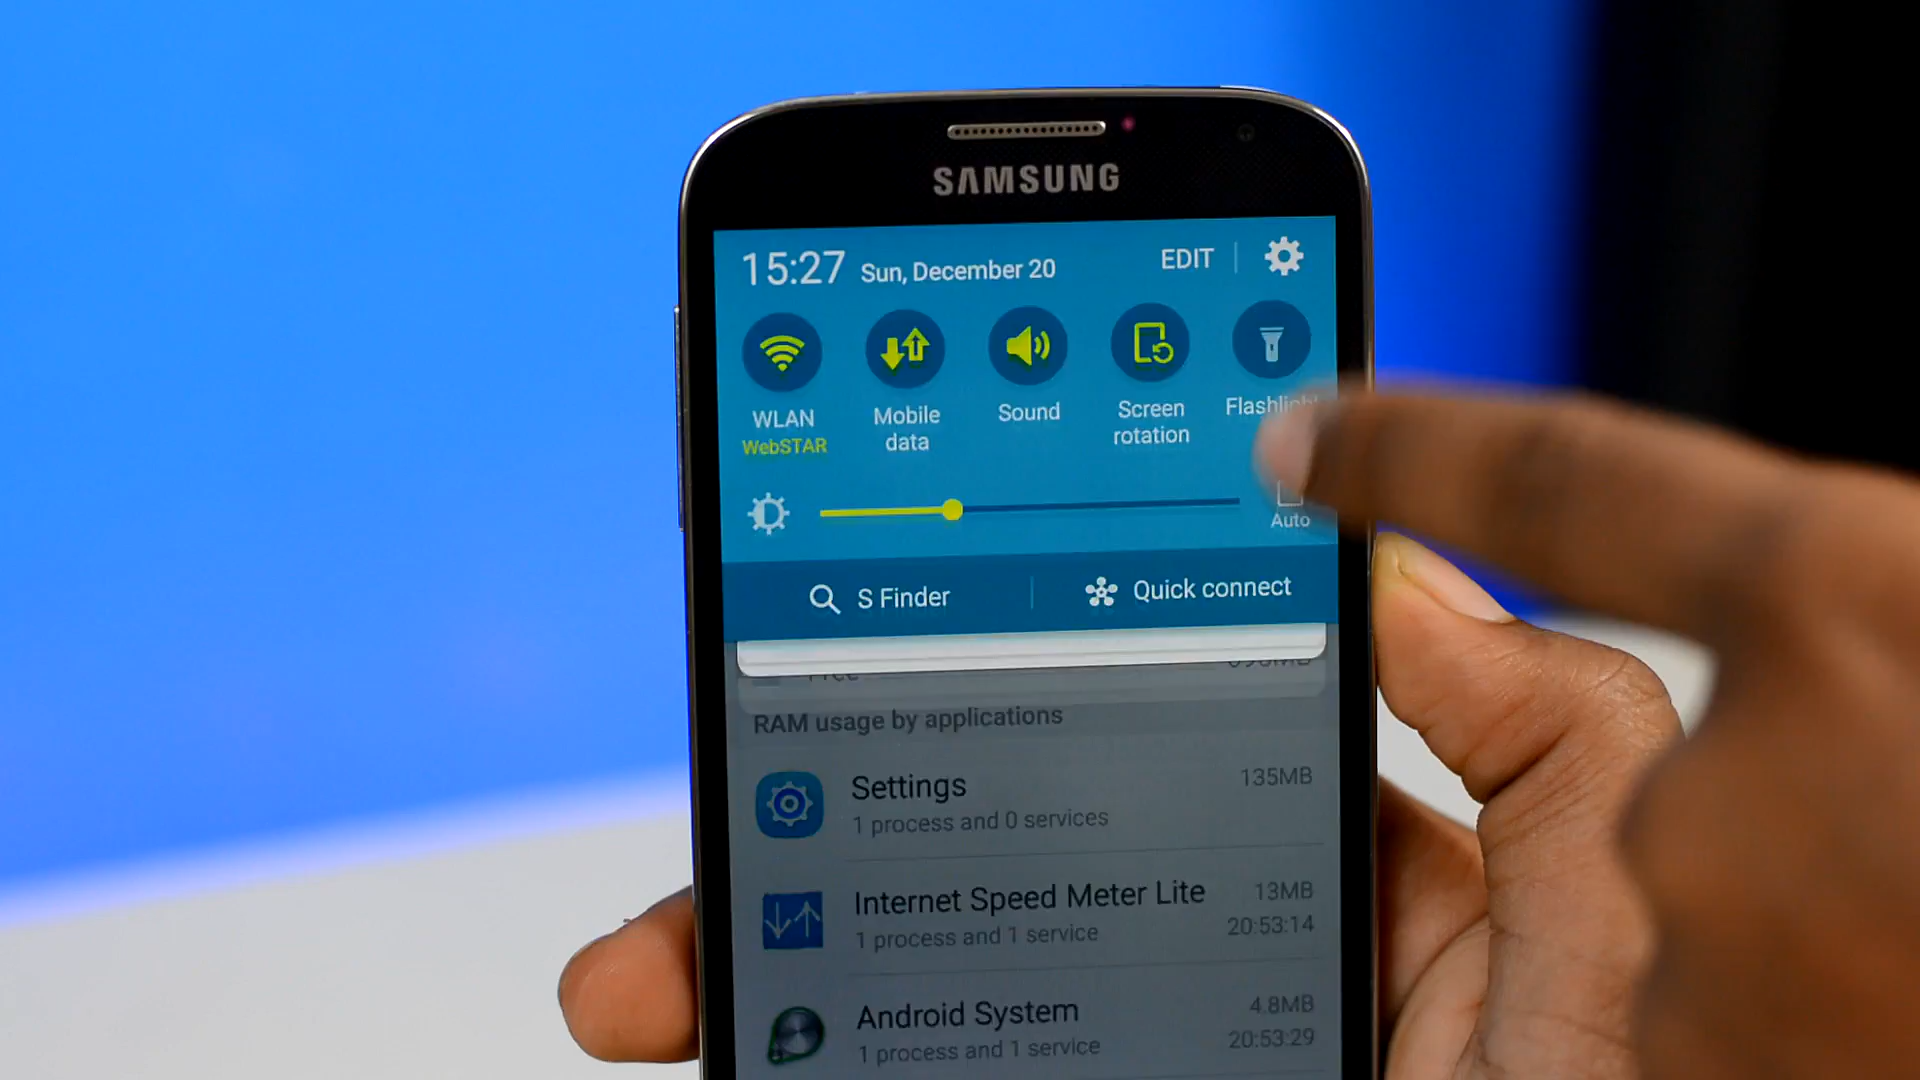 SAMSUNG
15:27 Sun, December 20 EDIT
WLAN
WebSTAR
Mobile
data
Sound
Screen
rotation
Flashlight
Auto
S Finder
Quick connect
Free
RAM usage by applications
Settings 135MB
1 process and 0 services
Internet Speed Meter Lite 13MB
1 process and 1 service 20:53:14
Android System 4.8MB
1 process and 1 service 20:53:29